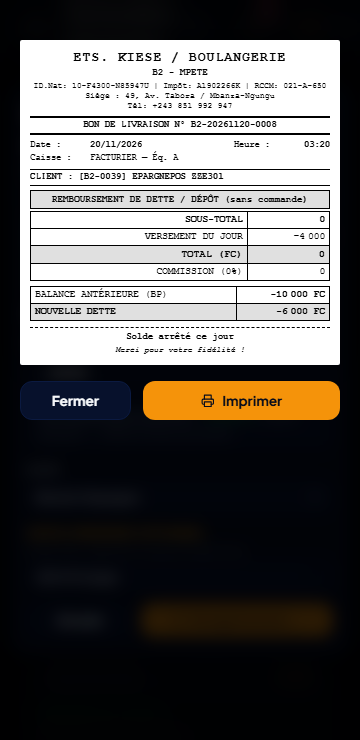 ETS. KIESE / BOULANGERIE
B2 - MPETE
ID.Nat: 10-F4300-N85947U | Impôt: A1902266K | RCCM: 021-A-650
Siège : 49, Av. Tabora / Mbanza-Ngungu
Tél: +243 851 992 947
BON DE LIVRAISON N° B2-20261120-0008
Date : 20/11/2026 Heure : 03:20
Caisse : FACTURIER — Éq. A
CLIENT : [B2-0039] EPARGNEPOS ZZE301
REMBOURSEMENT DE DETTE / DÉPÔT (sans commande)
SOUS-TOTAL 0
VERSEMENT DU JOUR -4 000
TOTAL (FC) 0
COMMISSION (0%) 0
BALANCE ANTÉRIEURE (BP) -10 000 FC
NOUVELLE DETTE -6 000 FC
Solde arrêté ce jour
Merci pour votre fidélité !
Fermer
Imprimer